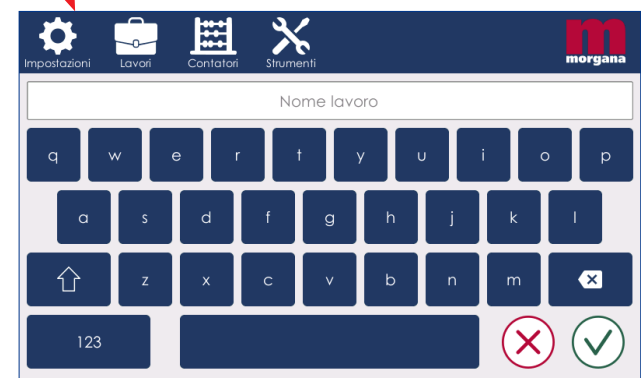 Impostazioni Lavori Contatori Strumenti
m
morgana
Nome lavoro
q w e r t y u i o p
a s d f g h j k l
z x c v b n m
123